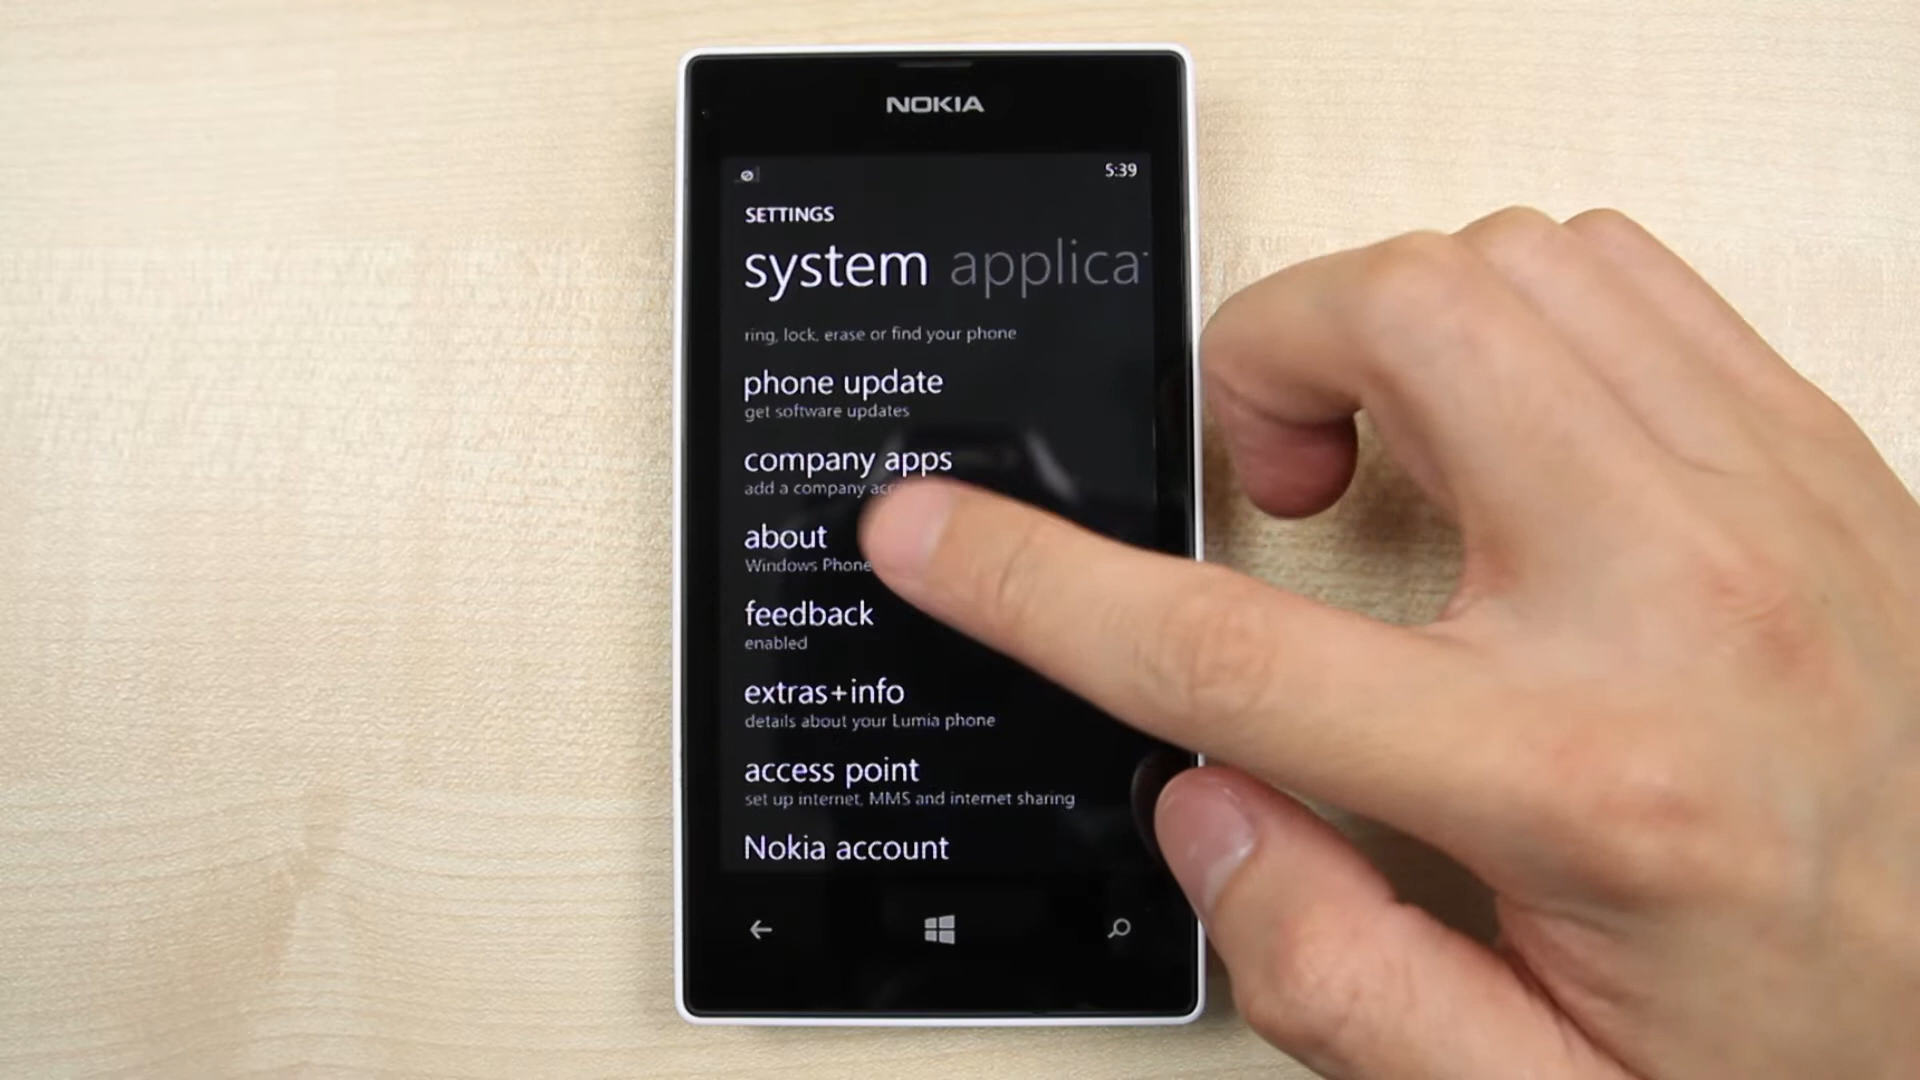 NOKIA
5:39
SETTINGS
system applica
ring, lock, erase or find your phone
phone update
get software updates
company apps
add a company
about
Windows Phone
feedback
enabled
extras+info
details about your Lumia phone
access point
set up internet, MMS and internet sharing
Nokia account